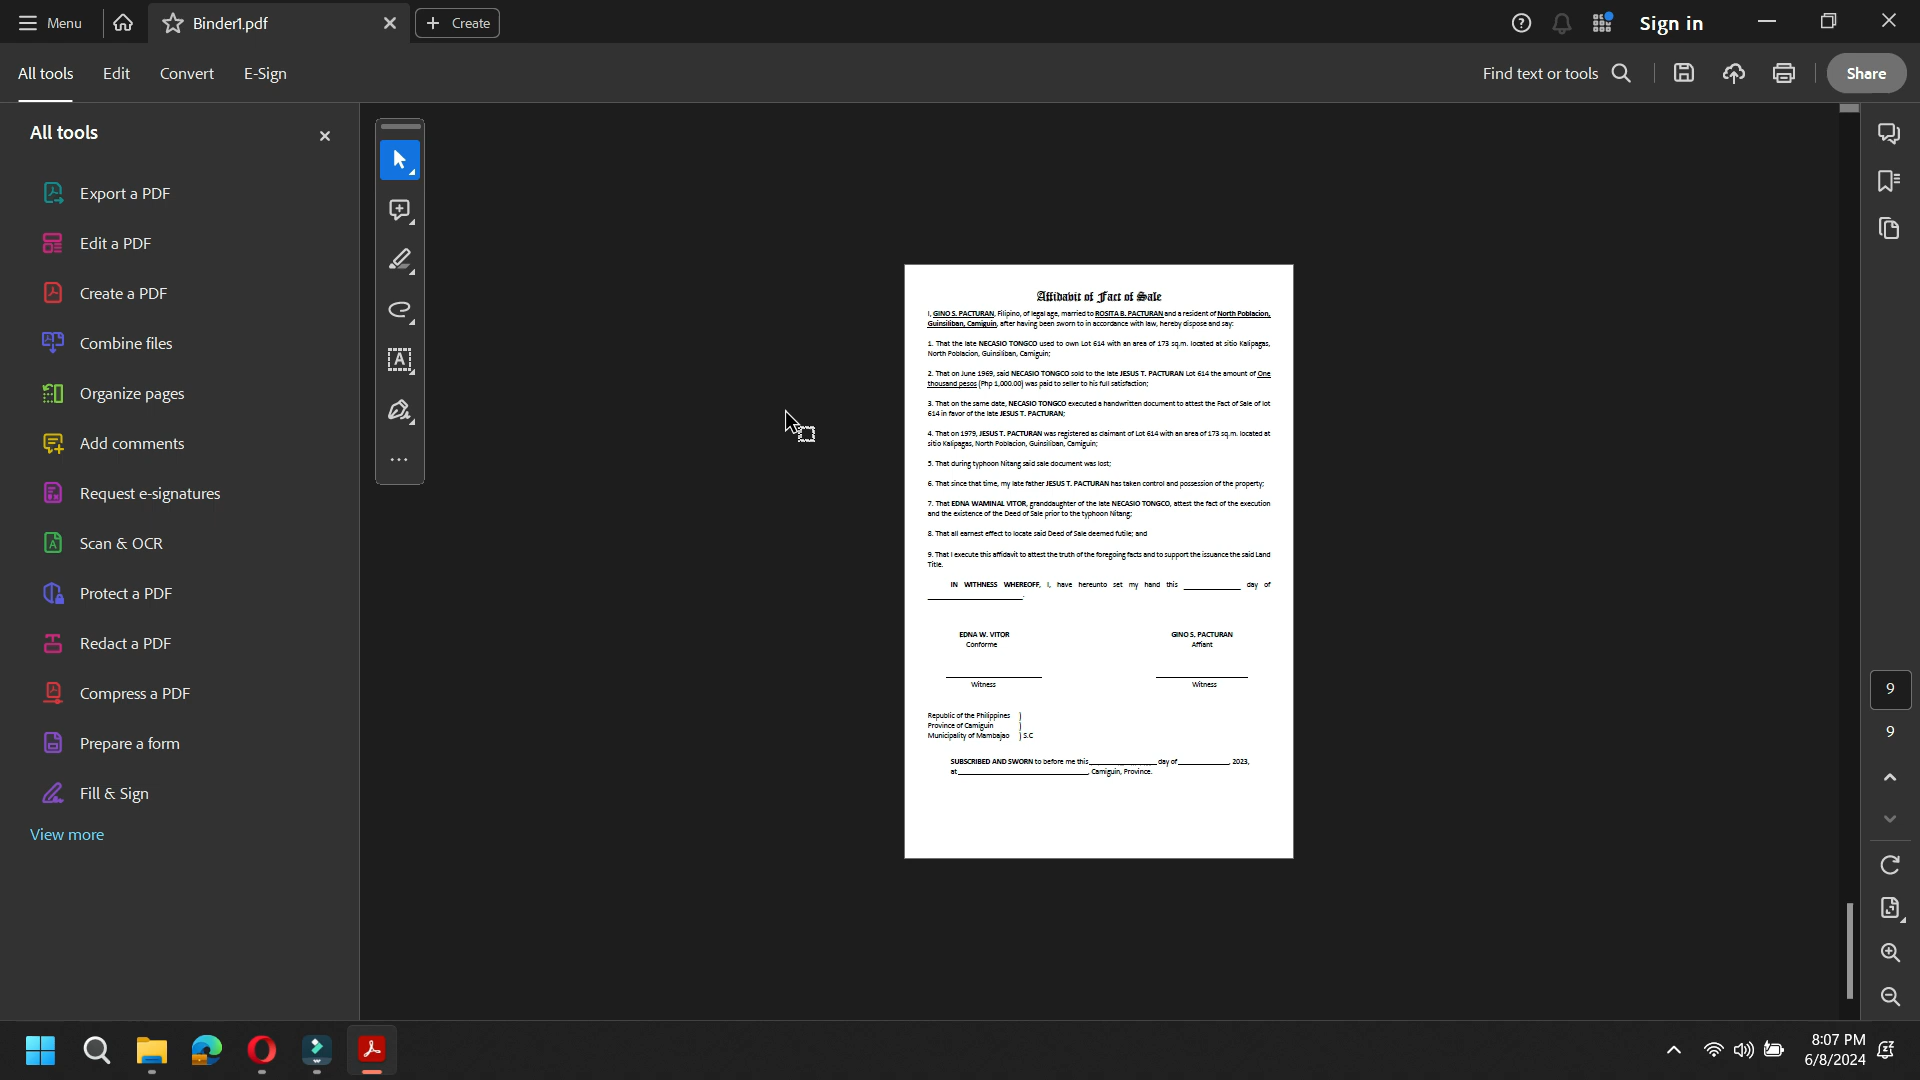 Menu
Binder1.pdf
Create
Sign in
All tools
Edit
Convert
E-Sign
Find text or tools
Share
All tools
Export a PDF
Edit a PDF
Create a PDF
Combine files
Organize pages
Add comments
Request e-signatures
Scan & OCR
Protect a PDF
Redact a PDF
Compress a PDF
Prepare a form
Fill & Sign
View more
Affidabit of Fact of Sale
I, GINO S. PACTURAN, Filipino, of legal age, married to ROSITA B. PACTURAN and a resident of North Poblacion,
Guinsiliban, Camiguin, after having been sworn to in accordance with law, hereby dispose and say:
1. That the late NECASIO TONGCO used to own Lot 614 with an area of 173 sq.m. located at sitio Kalipagas,
North Poblacion, Guinsiliban, Camiguin;
2. That on June 1969, said NECASIO TONGCO sold to the late JESUS T. PACTURAN Lot 614 the amount of One
thousand pesos (Php 1,000.00) was paid to seller to his full satisfaction;
3. That on the same date, NECASIO TONGCO executed a handwritten document to attest the Fact of Sale of lot
614 in favor of the late JESUS T. PACTURAN;
4. That on 1979, JESUS T. PACTURAN was registered as claimant of Lot 614 with an area of 173 sq.m. located at
sitio Kalipagas, North Poblacion, Guinsiliban, Camiguin;
5. That during typhoon Nitang said sale document was lost;
6. That since that time, my late father JESUS T. PACTURAN has taken control and possession of the property;
7. That EDNA WAMINAL VITOR, granddaughter of the late NECASIO TONGCO, attest the fact of the execution
and the existence of the Deed of Sale prior to the typhoon Nitang;
8. That all earnest effect to locate said Deed of Sale deemed futile; and
9. That I execute this affidavit to attest the truth of the foregoing facts and to support the issuance the said Land
Title.
IN WITNESS WHEREOFF, I, have hereunto set my hand this ____________ day of
____________________.
EDNA W. VITOR GINO S. PACTURAN
Conforme Affiant
Witness Witness
Republic of the Philippines )
Province of Camiguin )
Municipality of Mambajao ) S.C
SUBSCRIBED AND SWORN to before me this______________ day of___________, 2023,
at___________________________, Camiguin, Province.
9
9
8:07 PM
6/8/2024